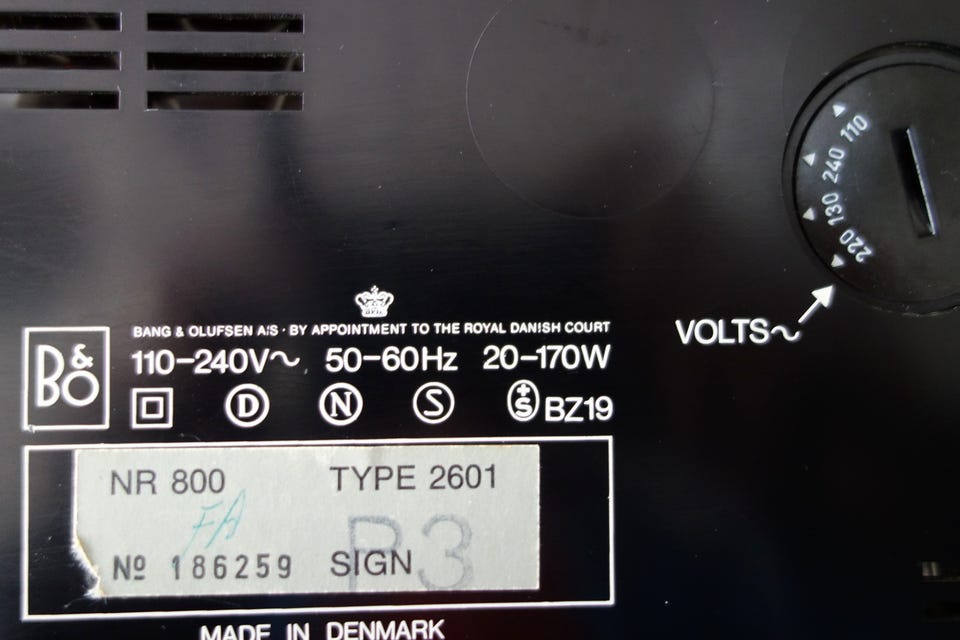 110
240
130
220
VOLTS~
BANG & OLUFSEN A/S · BY APPOINTMENT TO THE ROYAL DANISH COURT
B&O
110–240V~ 50–60Hz 20–170W
D N S +S BZ19
NR 800 TYPE 2601
FA
P3
Nº 186259 SIGN
MADE IN DENMARK